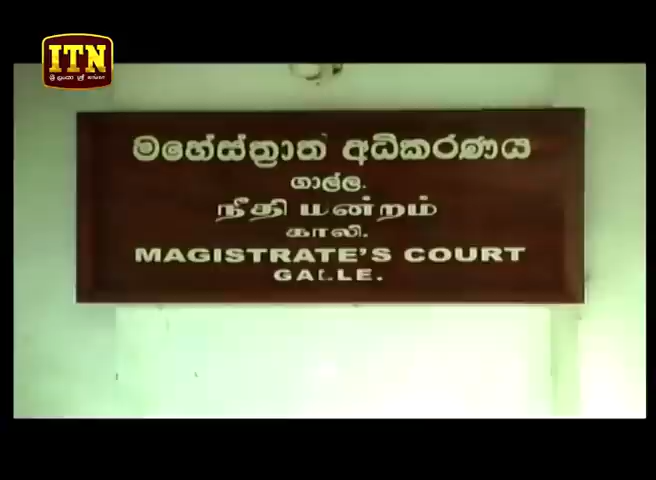 ITN
මහේස්ත්‍රාත් අධිකරණය
ගාල්ල.
நீதி மன்றம்
காலி.
MAGISTRATE'S COURT
GALLE.